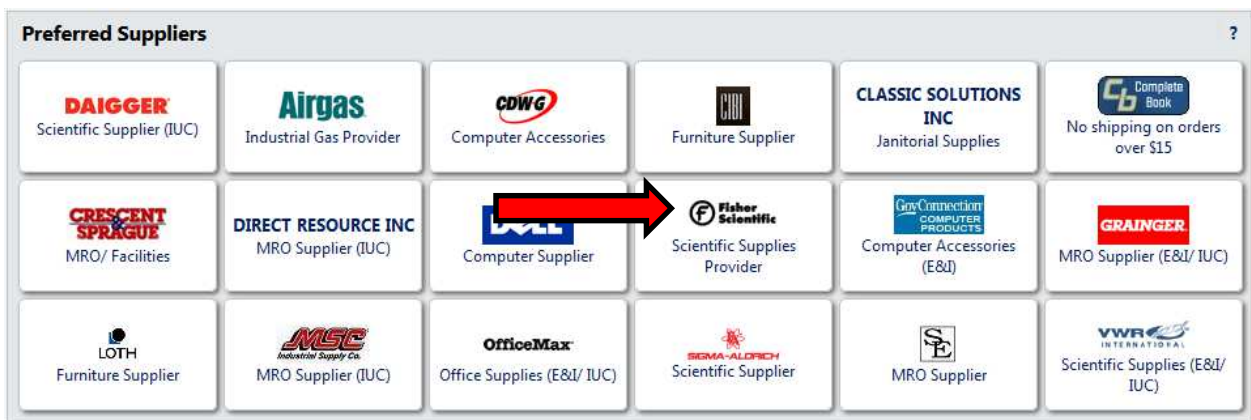 Preferred Suppliers ?
DAIGGER
Scientific Supplier (IUC)
Airgas
Industrial Gas Provider
CDW·G
Computer Accessories
CIBI
Furniture Supplier
CLASSIC SOLUTIONS
INC
Janitorial Supplies
Cb Complete
Book
No shipping on orders
over $15
CRESCENT
&
SPRAGUE
MRO/ Facilities
DIRECT RESOURCE INC
MRO Supplier (IUC)
Computer Supplier
f Fisher
Scientific
Scientific Supplies
Provider
GovConnection
COMPUTER
PRODUCTS
Computer Accessories
(E&I)
GRAINGER
MRO Supplier (E&I/ IUC)
LOTH
Furniture Supplier
MSC
Industrial Supply Co.
MRO Supplier (IUC)
OfficeMax
Office Supplies (E&I/ IUC)
SIGMA-ALDRICH
Scientific Supplier
SE
MRO Supplier
VWR
INTERNATIONAL
Scientific Supplies (E&I/
IUC)